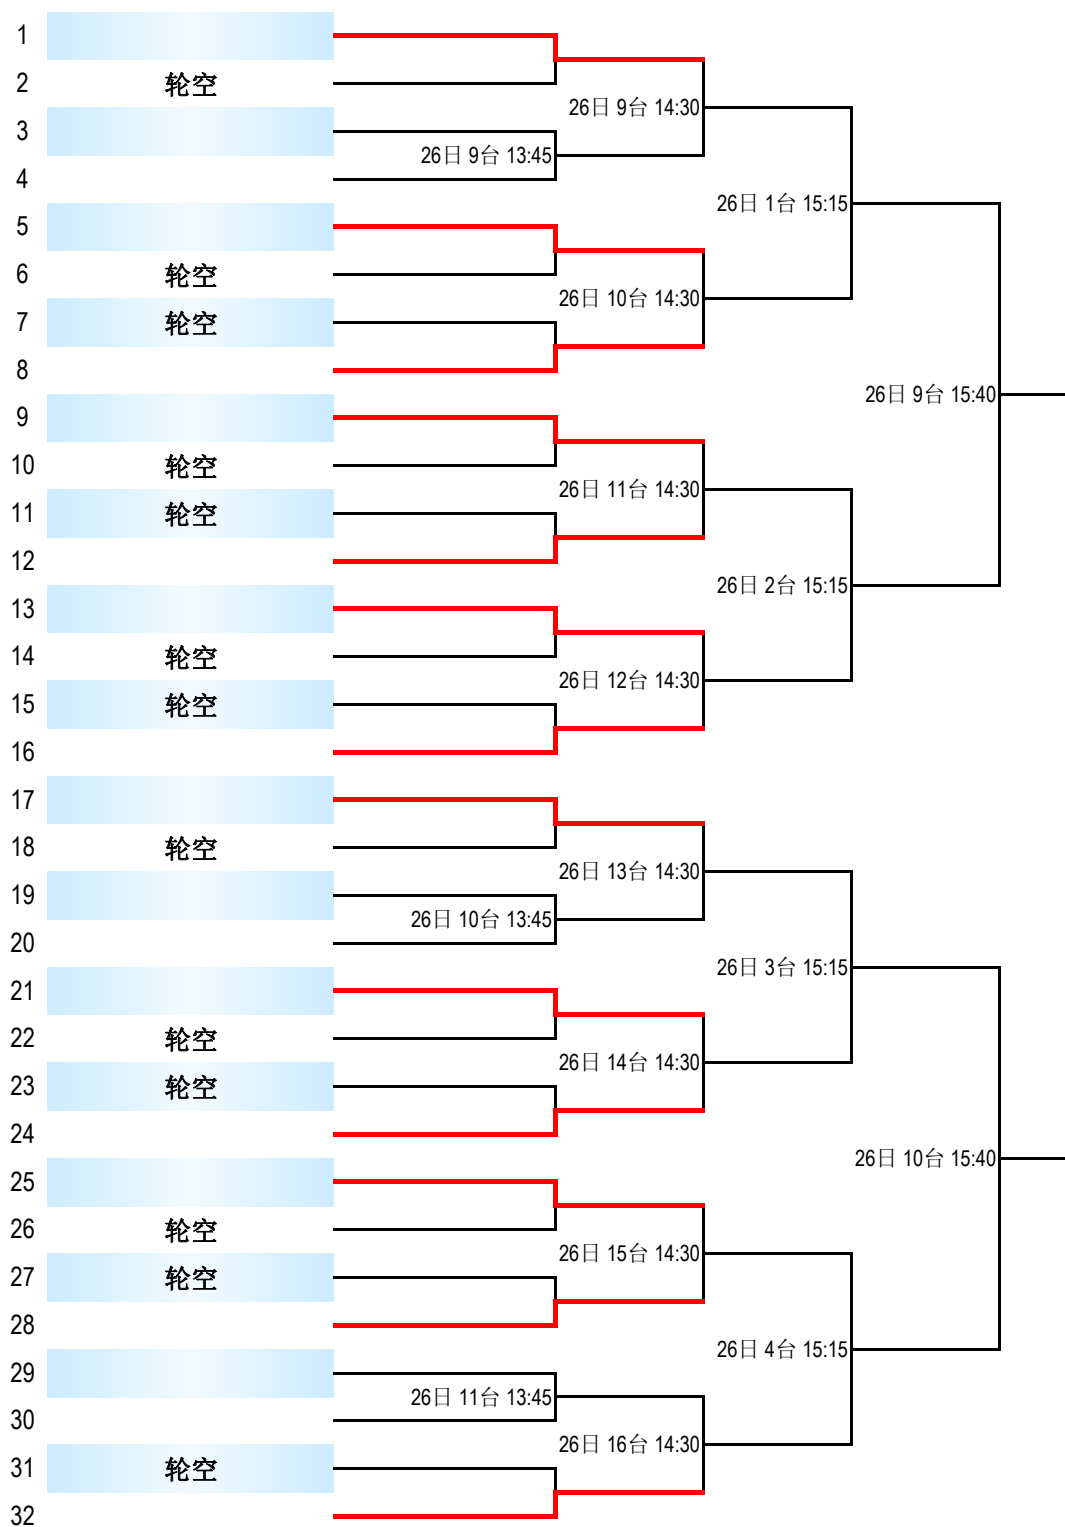 1
2 轮空
26日 9台 14:30
3
26日 9台 13:45
4
26日 1台 15:15
5
6 轮空
26日 10台 14:30
7 轮空
8
26日 9台 15:40
9
10 轮空
26日 11台 14:30
11 轮空
12
26日 2台 15:15
13
14 轮空
26日 12台 14:30
15 轮空
16
17
18 轮空
26日 13台 14:30
19
26日 10台 13:45
20
26日 3台 15:15
21
22 轮空
26日 14台 14:30
23 轮空
24
26日 10台 15:40
25
26 轮空
26日 15台 14:30
27 轮空
28
26日 4台 15:15
29
26日 11台 13:45
30
26日 16台 14:30
31 轮空
32